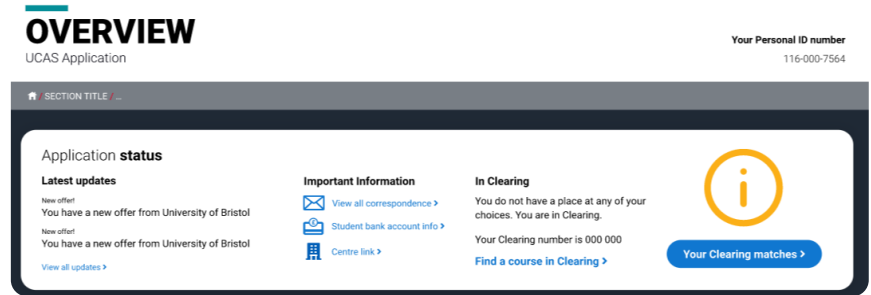 OVERVIEW
UCAS Application
Your Personal ID number
116-000-7564
/ SECTION TITLE / ...
Application status
Latest updates
New offer!
You have a new offer from University of Bristol
New offer!
You have a new offer from University of Bristol
View all updates >
Important Information
View all correspondence >
Student bank account info >
Centre link >
In Clearing
You do not have a place at any of your
choices. You are in Clearing.
Your Clearing number is 000 000
Find a course in Clearing >
Your Clearing matches >